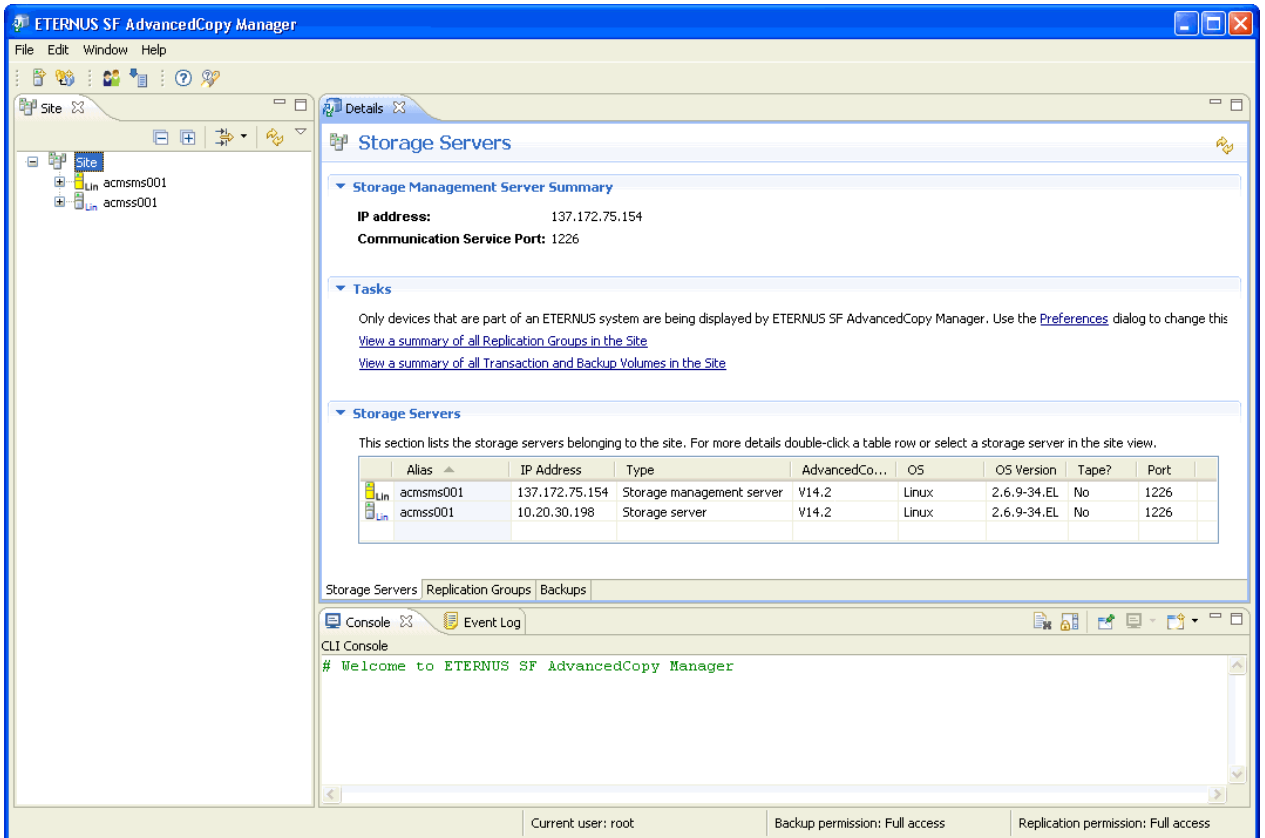 ETERNUS SF AdvancedCopy Manager
File Edit Window Help
Site
Site
Lin acmsms001
Lin acmss001
Details
Storage Servers
Storage Management Server Summary
IP address: 137.172.75.154
Communication Service Port: 1226
Tasks
Only devices that are part of an ETERNUS system are being displayed by ETERNUS SF AdvancedCopy Manager. Use the Preferences dialog to change this
View a summary of all Replication Groups in the Site
View a summary of all Transaction and Backup Volumes in the Site
Storage Servers
This section lists the storage servers belonging to the site. For more details double-click a table row or select a storage server in the site view.
Alias IP Address Type AdvancedCo... OS OS Version Tape? Port
Lin acmsms001 137.172.75.154 Storage management server V14.2 Linux 2.6.9-34.EL No 1226
Lin acmss001 10.20.30.198 Storage server V14.2 Linux 2.6.9-34.EL No 1226
Storage Servers Replication Groups Backups
Console Event Log
CLI Console
# Welcome to ETERNUS SF AdvancedCopy Manager
Current user: root Backup permission: Full access Replication permission: Full access